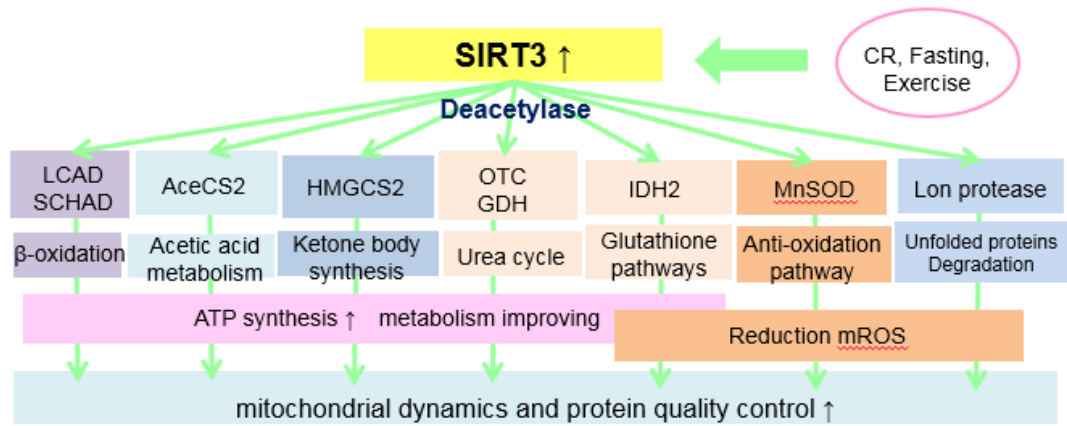 SIRT3 ↑
CR, Fasting,
Exercise
Deacetylase
LCAD
SCHAD
AceCS2
HMGCS2
OTC
GDH
IDH2
MnSOD
Lon protease
β-oxidation
Acetic acid
metabolism
Ketone body
synthesis
Urea cycle
Glutathione
pathways
Anti-oxidation
pathway
Unfolded proteins
Degradation
ATP synthesis ↑ metabolism improving
Reduction mROS
mitochondrial dynamics and protein quality control ↑